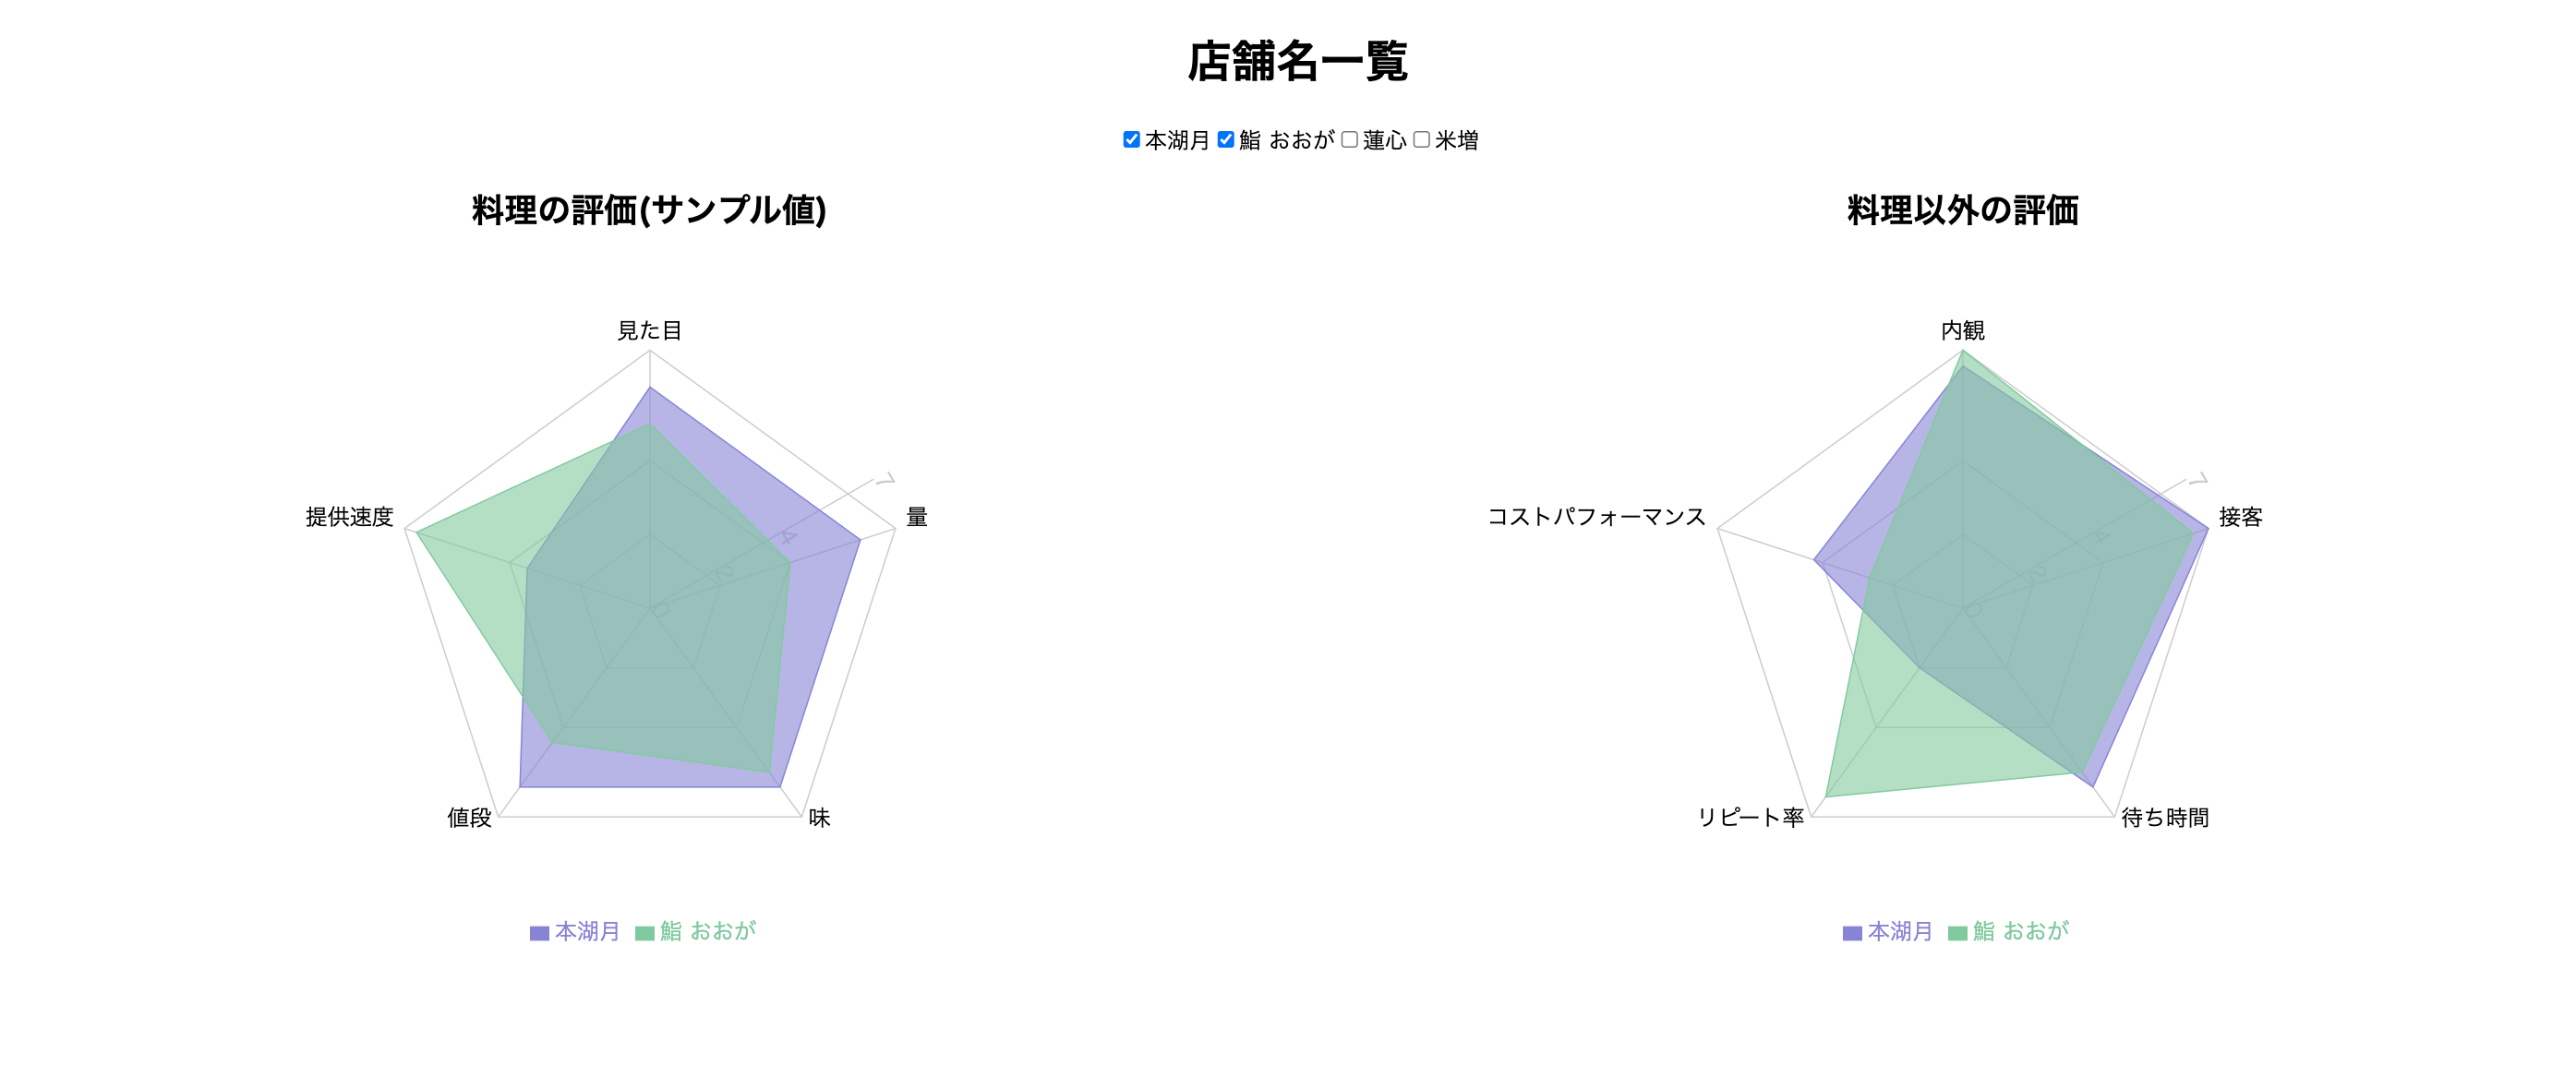 店舗名一覧
本湖月 鮨 おおが 蓮心 米増
料理の評価(サンプル値)
見た目
量
味
値段
提供速度
7
4
2
0
本湖月 鮨 おおが
料理以外の評価
内観
接客
待ち時間
リピート率
コストパフォーマンス
7
4
2
0
本湖月 鮨 おおが